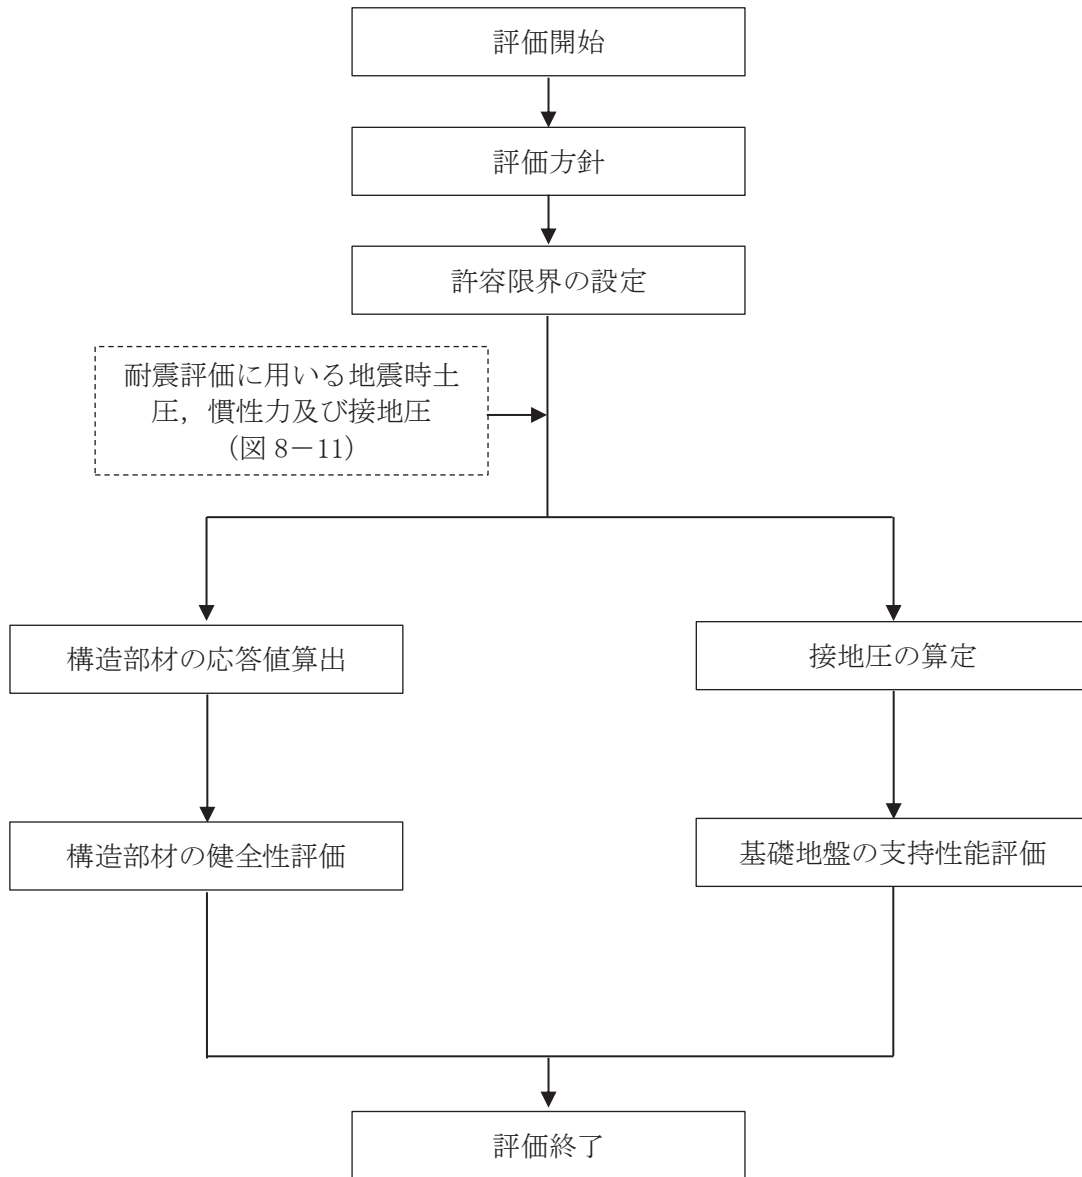 評価開始
評価方針
許容限界の設定
耐震評価に用いる地震時土
圧,慣性力及び接地圧
(図 8-11)
構造部材の応答値算出
接地圧の算定
構造部材の健全性評価
基礎地盤の支持性能評価
評価終了